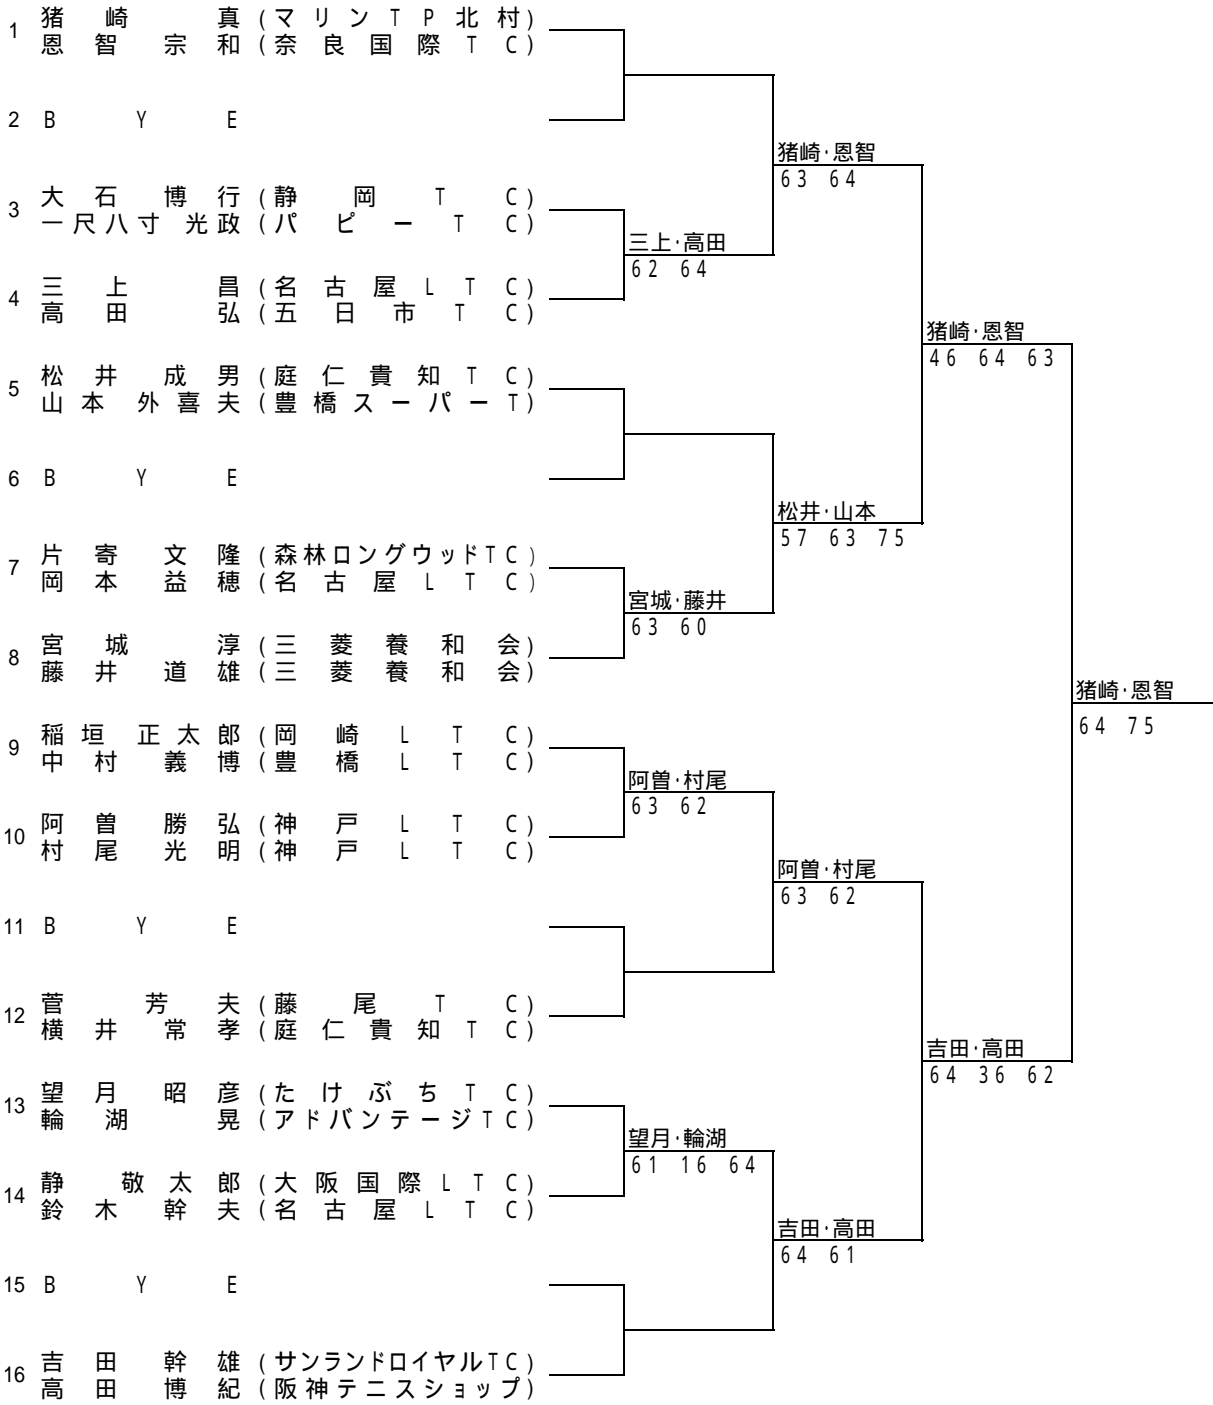 1 猪崎 真 (マリンTP北村)
恩智宗和 (奈良国際TC)
2 BYE
3 大石博行 (静岡TC)
一尺八寸光政 (パピーTC)
4 三上 昌 (名古屋LTC)
高田 弘 (五日市TC)
5 松井成男 (庭仁貴知TC)
山本外喜夫 (豊橋スーパーT)
6 BYE
7 片寄文隆 (森林ロングウッドTC)
岡本益穂 (名古屋LTC)
8 宮城 淳 (三菱養和会)
藤井道雄 (三菱養和会)
9 稲垣正太郎 (岡崎LTC)
中村義博 (豊橋LTC)
10 阿曽勝弘 (神戸LTC)
村尾光明 (神戸LTC)
11 BYE
12 菅 芳夫 (藤尾TC)
横井常孝 (庭仁貴知TC)
13 望月昭彦 (たけぶちTC)
輪湖 晃 (アドバンテージTC)
14 静 敬太郎 (大阪国際LTC)
鈴木幹夫 (名古屋LTC)
15 BYE
16 吉田幹雄 (サンランドロイヤルTC)
高田博紀 (阪神テニスショップ)
三上・高田
62 64
宮城・藤井
63 60
阿曽・村尾
63 62
望月・輪湖
61 16 64
猪崎・恩智
63 64
松井・山本
57 63 75
阿曽・村尾
63 62
吉田・高田
64 61
猪崎・恩智
46 64 63
吉田・高田
64 36 62
猪崎・恩智
64 75